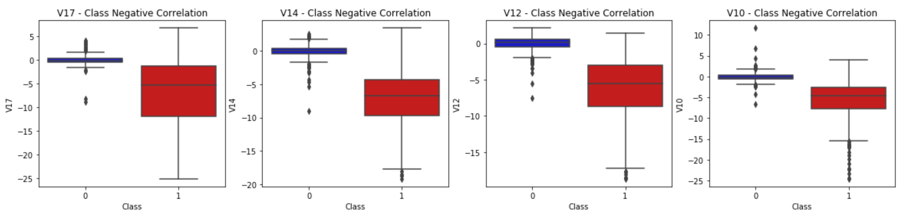 V17 - Class Negative Correlation
V14 - Class Negative Correlation
V12 - Class Negative Correlation
V10 - Class Negative Correlation
V17
5
0
−5
−10
−15
−20
−25
0
1
Class
V14
0
−5
−10
−15
−20
0
1
Class
V12
0
−5
−10
−15
0
1
Class
V10
10
5
0
−5
−10
−15
−20
−25
0
1
Class